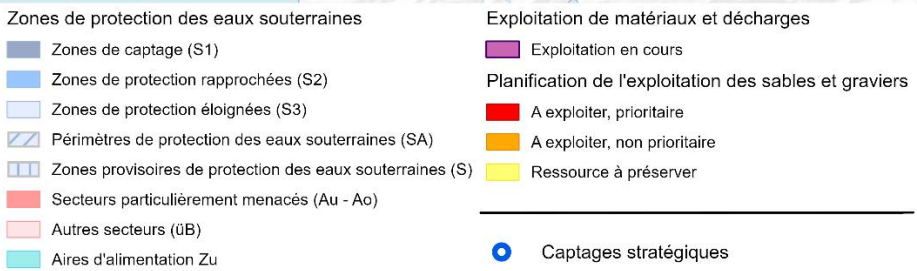 Zones de protection des eaux souterraines
Zones de captage (S1)
Zones de protection rapprochées (S2)
Zones de protection éloignées (S3)
Périmètres de protection des eaux souterraines (SA)
Zones provisoires de protection des eaux souterraines (S)
Secteurs particulièrement menacés (Au - Ao)
Autres secteurs (üB)
Aires d'alimentation Zu
Exploitation de matériaux et décharges
Exploitation en cours
Planification de l'exploitation des sables et graviers
A exploiter, prioritaire
A exploiter, non prioritaire
Ressource à préserver
Captages stratégiques